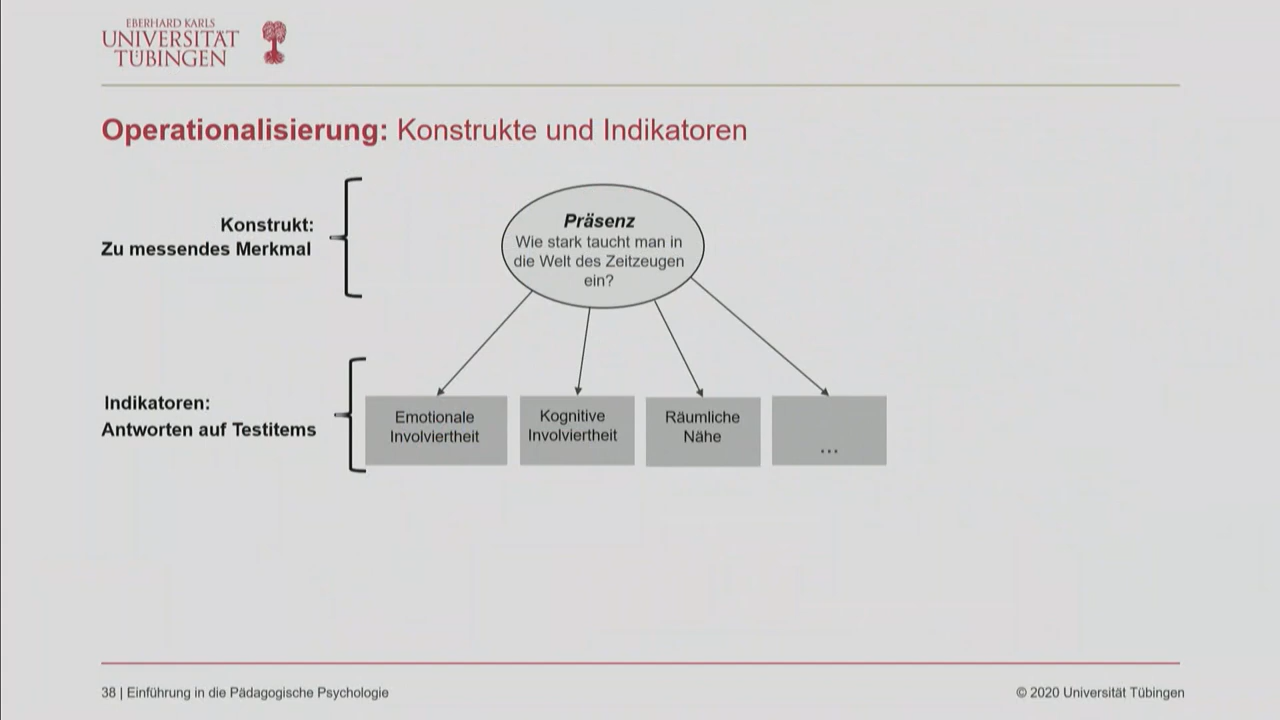 EBERHARD KARLS
UNIVERSITÄT
TÜBINGEN
Operationalisierung: Konstrukte und Indikatoren
Konstrukt:
Zu messendes Merkmal
Präsenz
Wie stark taucht man in
die Welt des Zeitzeugen
ein?
Indikatoren:
Antworten auf Testitems
Emotionale
Involviertheit
Kognitive
Involviertheit
Räumliche
Nähe
...
38 | Einführung in die Pädagogische Psychologie
© 2020 Universität Tübingen